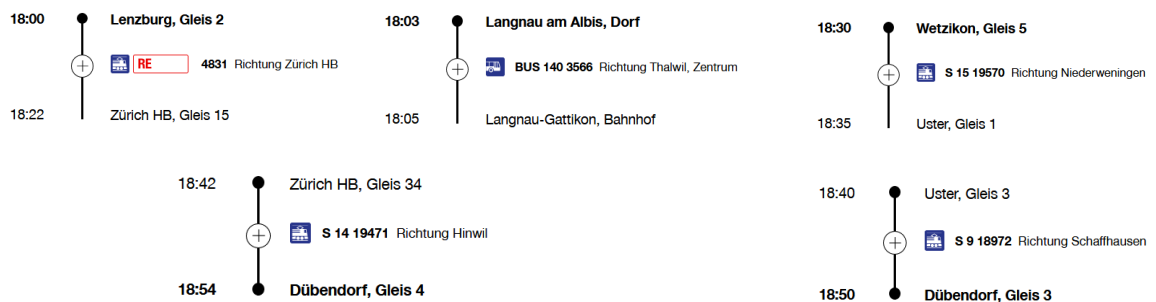 18:00 Lenzburg, Gleis 2
RE 4831 Richtung Zürich HB
18:22 Zürich HB, Gleis 15
18:03 Langnau am Albis, Dorf
BUS 140 3566 Richtung Thalwil, Zentrum
18:05 Langnau-Gattikon, Bahnhof
18:30 Wetzikon, Gleis 5
S 15 19570 Richtung Niederweningen
18:35 Uster, Gleis 1
18:42 Zürich HB, Gleis 34
S 14 19471 Richtung Hinwil
18:54 Dübendorf, Gleis 4
18:40 Uster, Gleis 3
S 9 18972 Richtung Schaffhausen
18:50 Dübendorf, Gleis 3